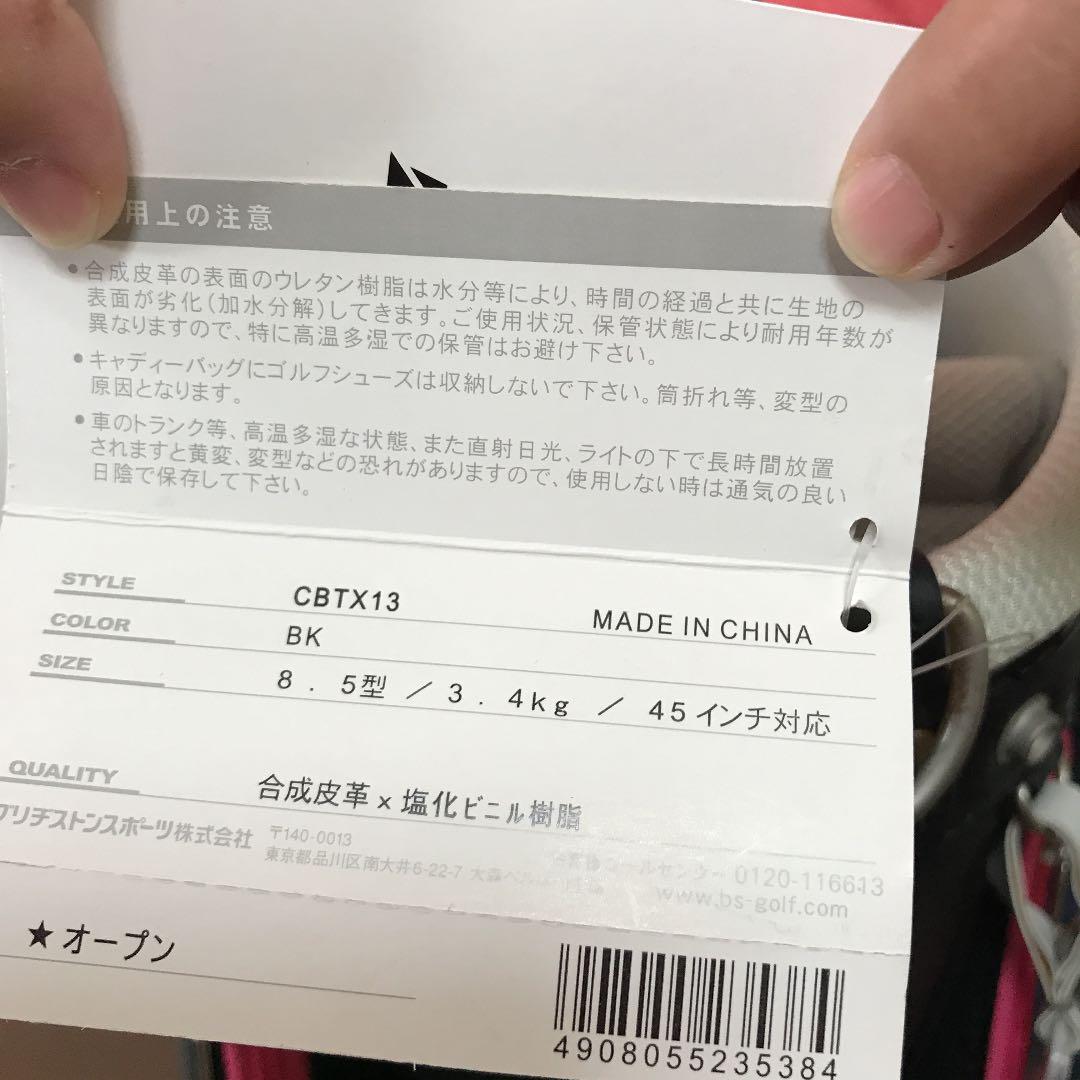 用上の注意
•合成皮革の表面のウレタン樹脂は水分等により、時間の経過と共に生地の
表面が劣化(加水分解)してきます。ご使用状況、保管状態により耐用年数が
異なりますので、特に高温多湿での保管はお避け下さい。
•キャディーバッグにゴルフシューズは収納しないで下さい。筒折れ等、変型の
原因となります。
•車のトランク等、高温多湿な状態、また直射日光、ライトの下で長時間放置
されますと黄変、変型などの恐れがありますので、使用しない時は通気の良い
日陰で保存して下さい。
STYLE CBTX13 MADE IN CHINA
COLOR BK
SIZE 8.5型 / 3.4kg / 45インチ対応
QUALITY 合成皮革×塩化ビニル樹脂
ブリヂストンスポーツ株式会社 〒140-0013
東京都品川区南大井6-22-7 大森ベル
コールセンター 0120-116613
www.bs-golf.com
★オープン
4908055235384